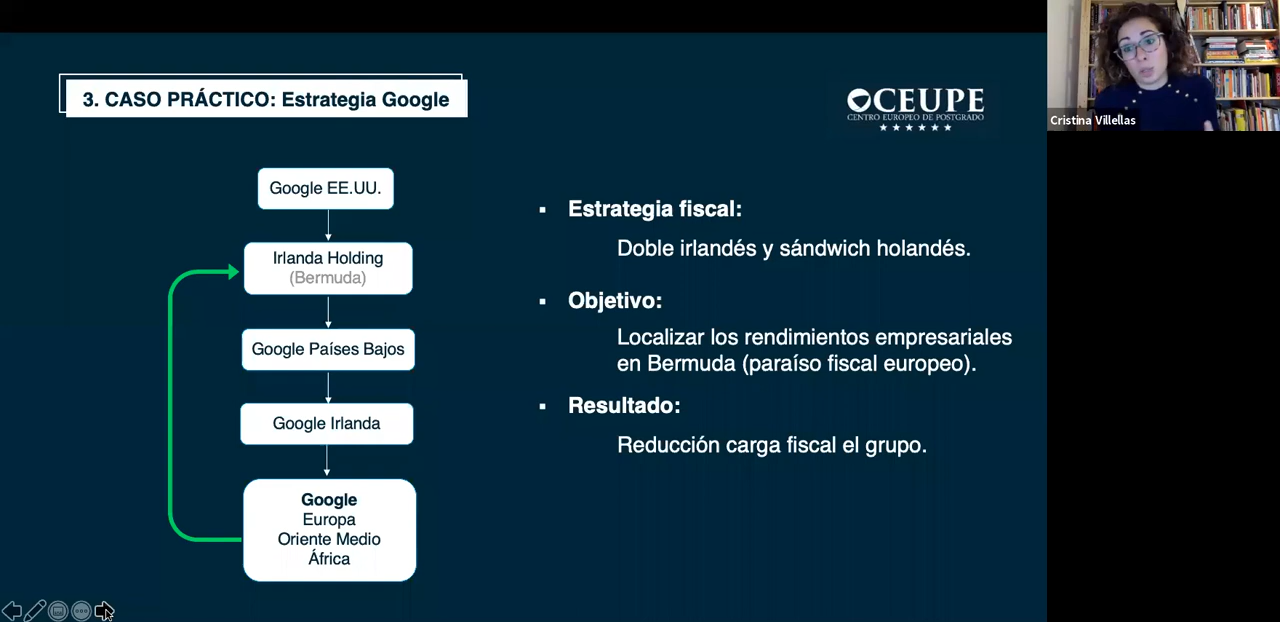 3. CASO PRÁCTICO: Estrategia Google
CEUPE
CENTRO EUROPEO DE POSTGRADO
Cristina Villellas
Google EE.UU.
Irlanda Holding
(Bermuda)
Google Países Bajos
Google Irlanda
Google
Europa
Oriente Medio
África
Estrategia fiscal:
Doble irlandés y sándwich holandés.
Objetivo:
Localizar los rendimientos empresariales
en Bermuda (paraíso fiscal europeo).
Resultado:
Reducción carga fiscal el grupo.